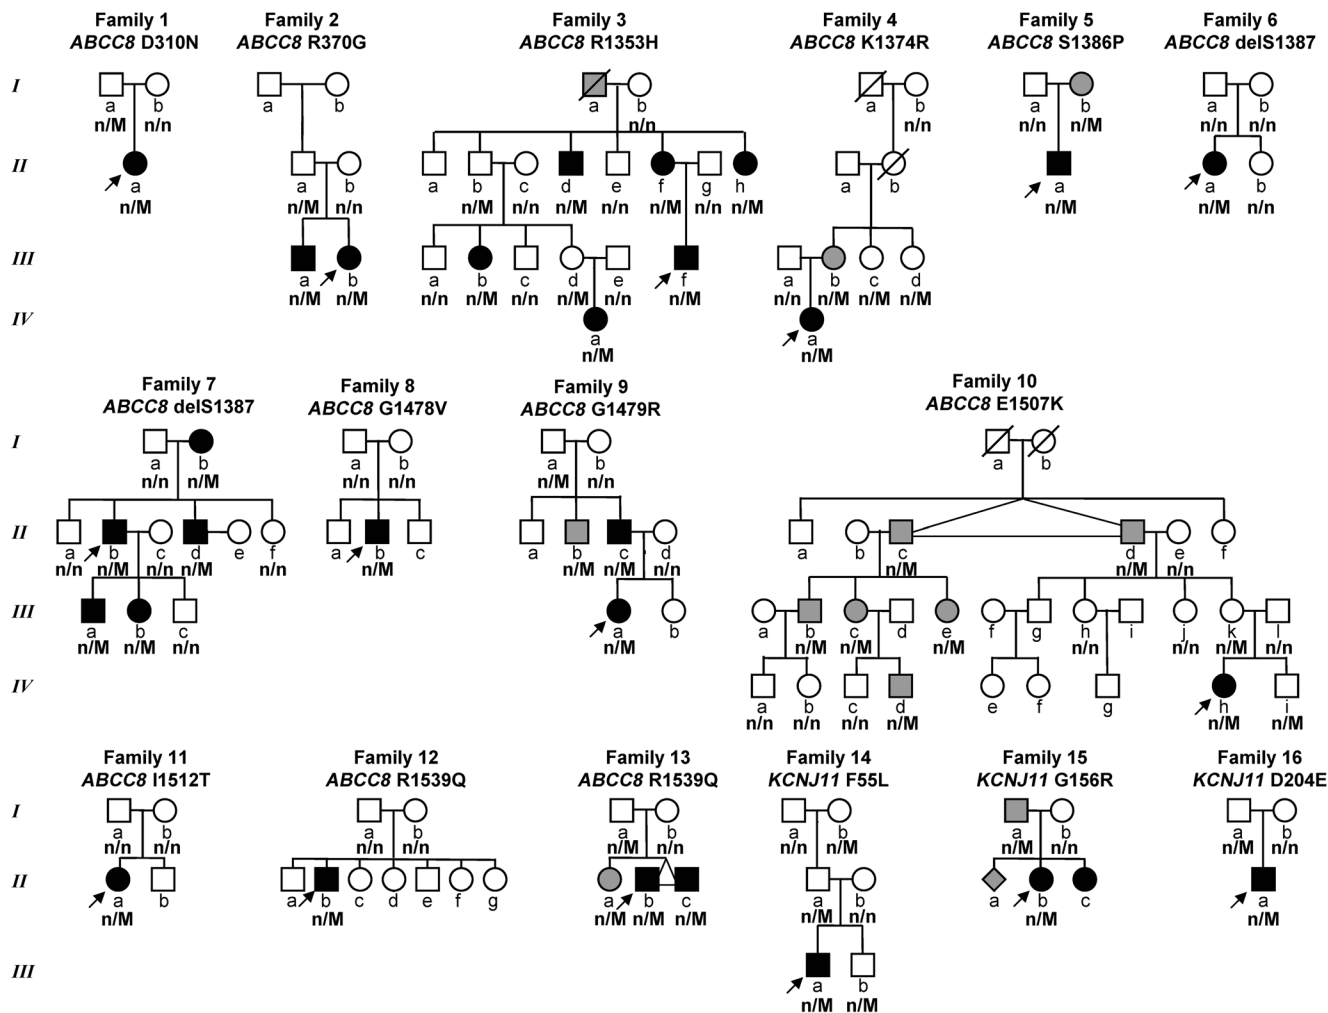 Family 1 Family 2 Family 3 Family 4 Family 5 Family 6
ABCC8 D310N ABCC8 R370G ABCC8 R1353H ABCC8 K1374R ABCC8 S1386P ABCC8 delS1387
I
a b a b a b a b a b a b
n/M n/n n/n n/n n/n n/M n/n n/n
II
a a b a b c d e f g h a b a a b
n/M n/M n/n n/M n/n n/M n/n n/M n/n n/M n/M n/M n/n
III
a b a b c d e f a b c d
n/M n/M n/n n/M n/n n/M n/n n/M n/n n/M n/M n/M
IV
a a
n/M n/M
Family 7 Family 8 Family 9 Family 10
ABCC8 delS1387 ABCC8 G1478V ABCC8 G1479R ABCC8 E1507K
I
a b a b a b a b
n/n n/M n/n n/n n/M n/n
II
a b c d e f a b c a b c d a b c d e f
n/n n/M n/n n/M n/n n/M n/M n/M n/n n/M n/M n/n
III
a b c a b a b c d e f g h i j k l
n/M n/M n/n n/M n/M n/M n/M n/n n/n n/M n/n
IV
a b c d e f g h i
n/n n/n n/n n/M n/M n/M
Family 11 Family 12 Family 13 Family 14 Family 15 Family 16
ABCC8 I1512T ABCC8 R1539Q ABCC8 R1539Q KCNJ11 F55L KCNJ11 G156R KCNJ11 D204E
I
a b a b a b a b a b a b
n/n n/n n/n n/n n/M n/n n/n n/M n/M n/n n/M n/n
II
a b a b c d e f g a b c a b a b c a
n/M n/M n/M n/M n/M n/M n/n n/M n/M
III
a b
n/M n/M